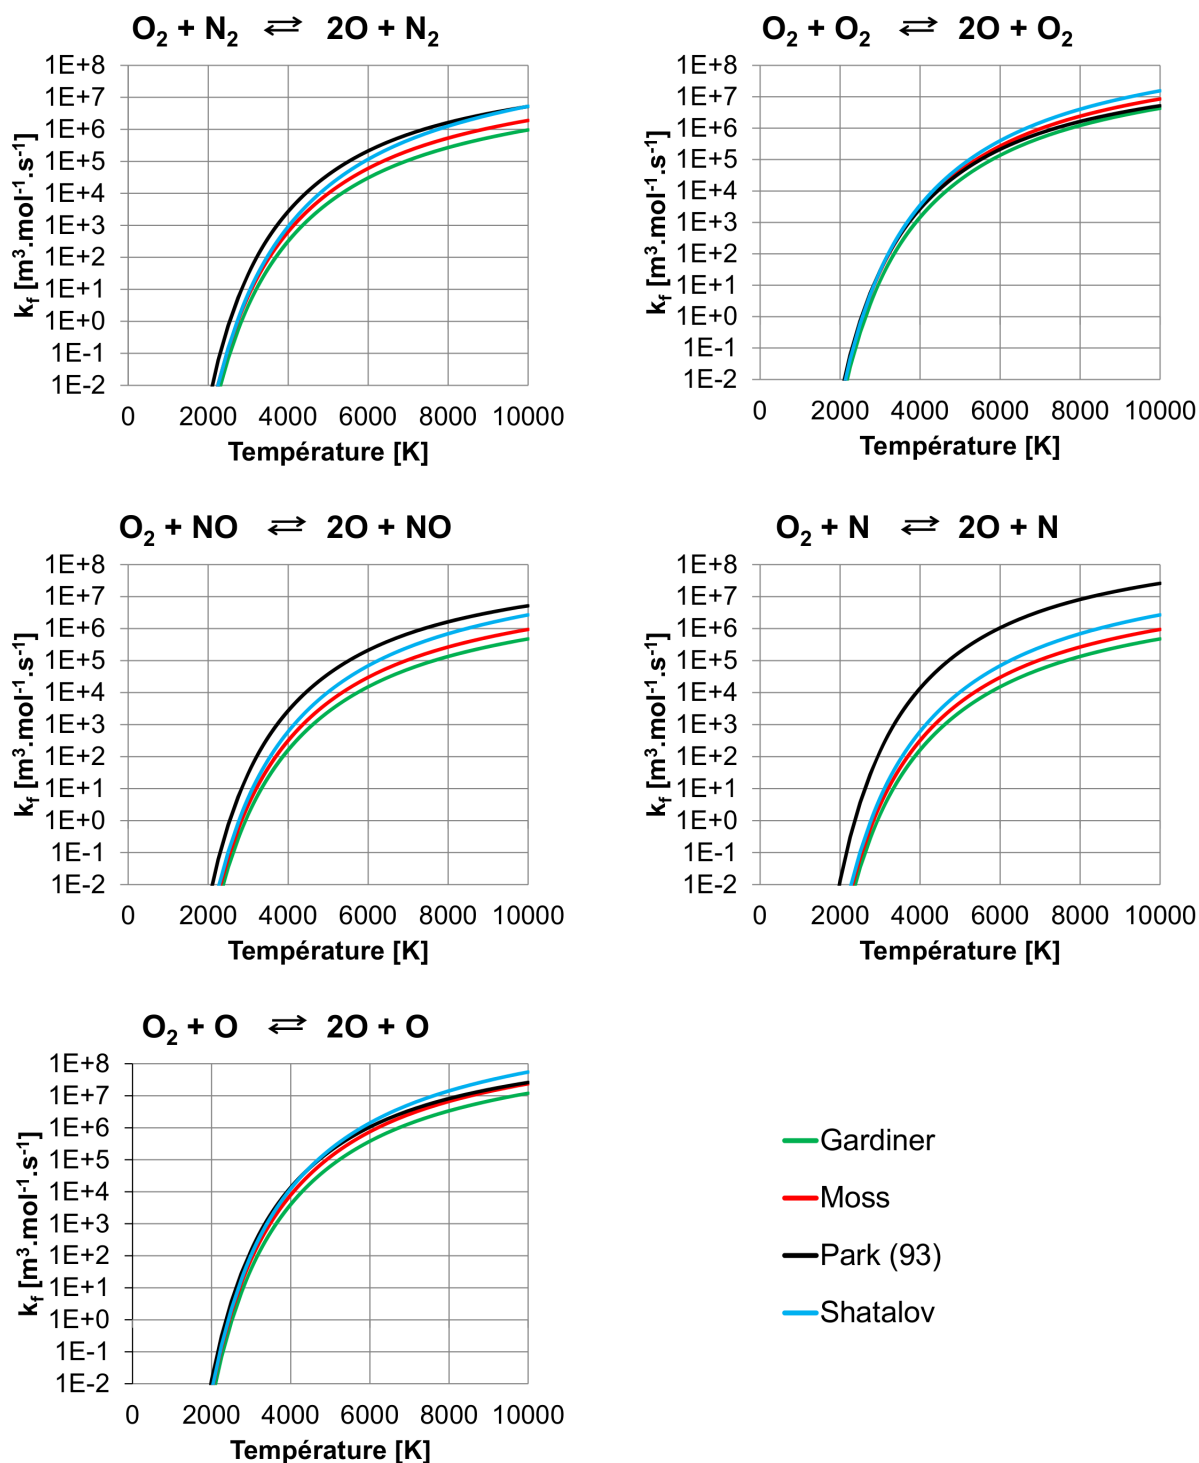 O₂ + N₂ ⇄ 2O + N₂
1E+8
1E+7
1E+6
1E+5
1E+4
1E+3
1E+2
1E+1
1E+0
1E-1
1E-2
k_f [m³.mol⁻¹.s⁻¹]
0 2000 4000 6000 8000 10000
Température [K]
O₂ + O₂ ⇄ 2O + O₂
1E+8
1E+7
1E+6
1E+5
1E+4
1E+3
1E+2
1E+1
1E+0
1E-1
1E-2
k_f [m³.mol⁻¹.s⁻¹]
0 2000 4000 6000 8000 10000
Température [K]
O₂ + NO ⇄ 2O + NO
1E+8
1E+7
1E+6
1E+5
1E+4
1E+3
1E+2
1E+1
1E+0
1E-1
1E-2
k_f [m³.mol⁻¹.s⁻¹]
0 2000 4000 6000 8000 10000
Température [K]
O₂ + N ⇄ 2O + N
1E+8
1E+7
1E+6
1E+5
1E+4
1E+3
1E+2
1E+1
1E+0
1E-1
1E-2
k_f [m³.mol⁻¹.s⁻¹]
0 2000 4000 6000 8000 10000
Température [K]
O₂ + O ⇄ 2O + O
1E+8
1E+7
1E+6
1E+5
1E+4
1E+3
1E+2
1E+1
1E+0
1E-1
1E-2
k_f [m³.mol⁻¹.s⁻¹]
0 2000 4000 6000 8000 10000
Température [K]
Gardiner
Moss
Park (93)
Shatalov